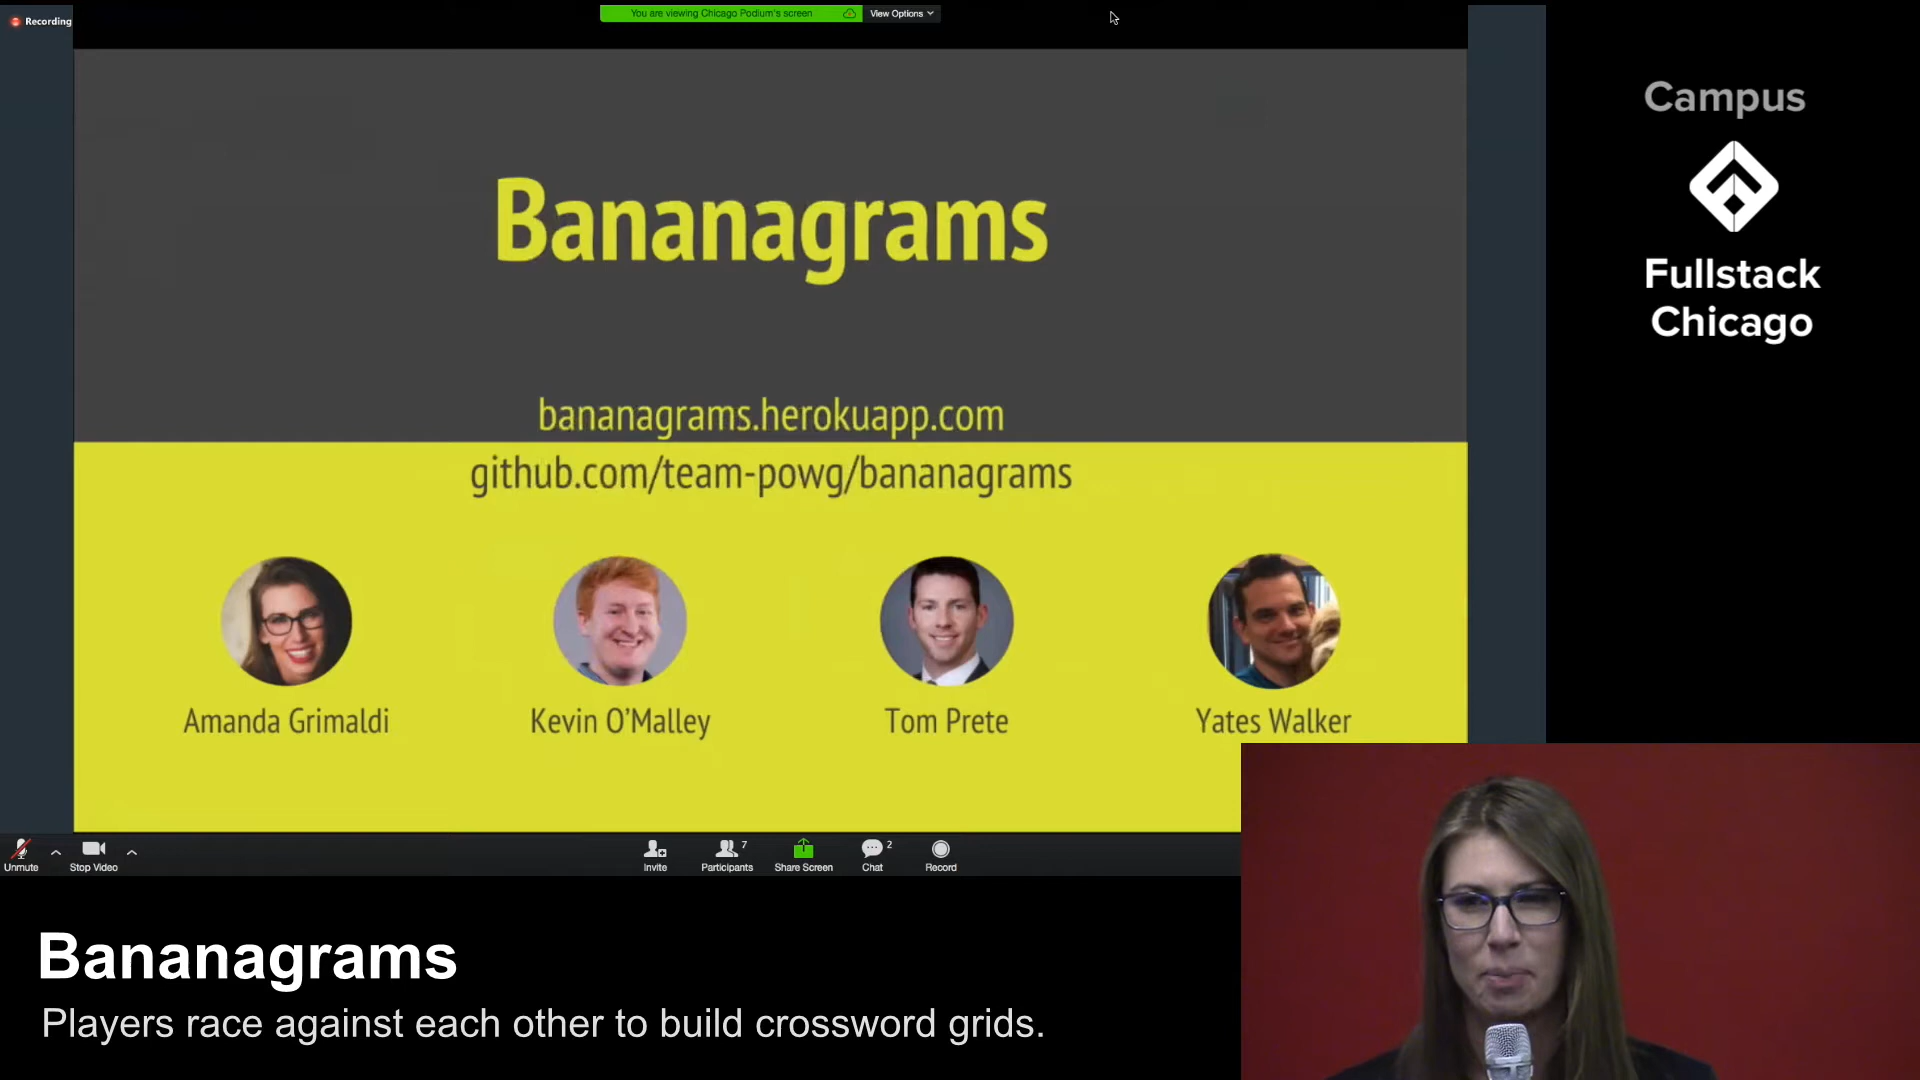 Recording
You are viewing Chicago Podium's screen
View Options
Campus
Fullstack
Chicago
Bananagrams
bananagrams.herokuapp.com
github.com/team-powg/bananagrams
Amanda Grimaldi
Kevin O'Malley
Tom Prete
Yates Walker
Unmute
Stop Video
Invite
7
Participants
Share Screen
2
Chat
Record
Bananagrams
Players race against each other to build crossword grids.